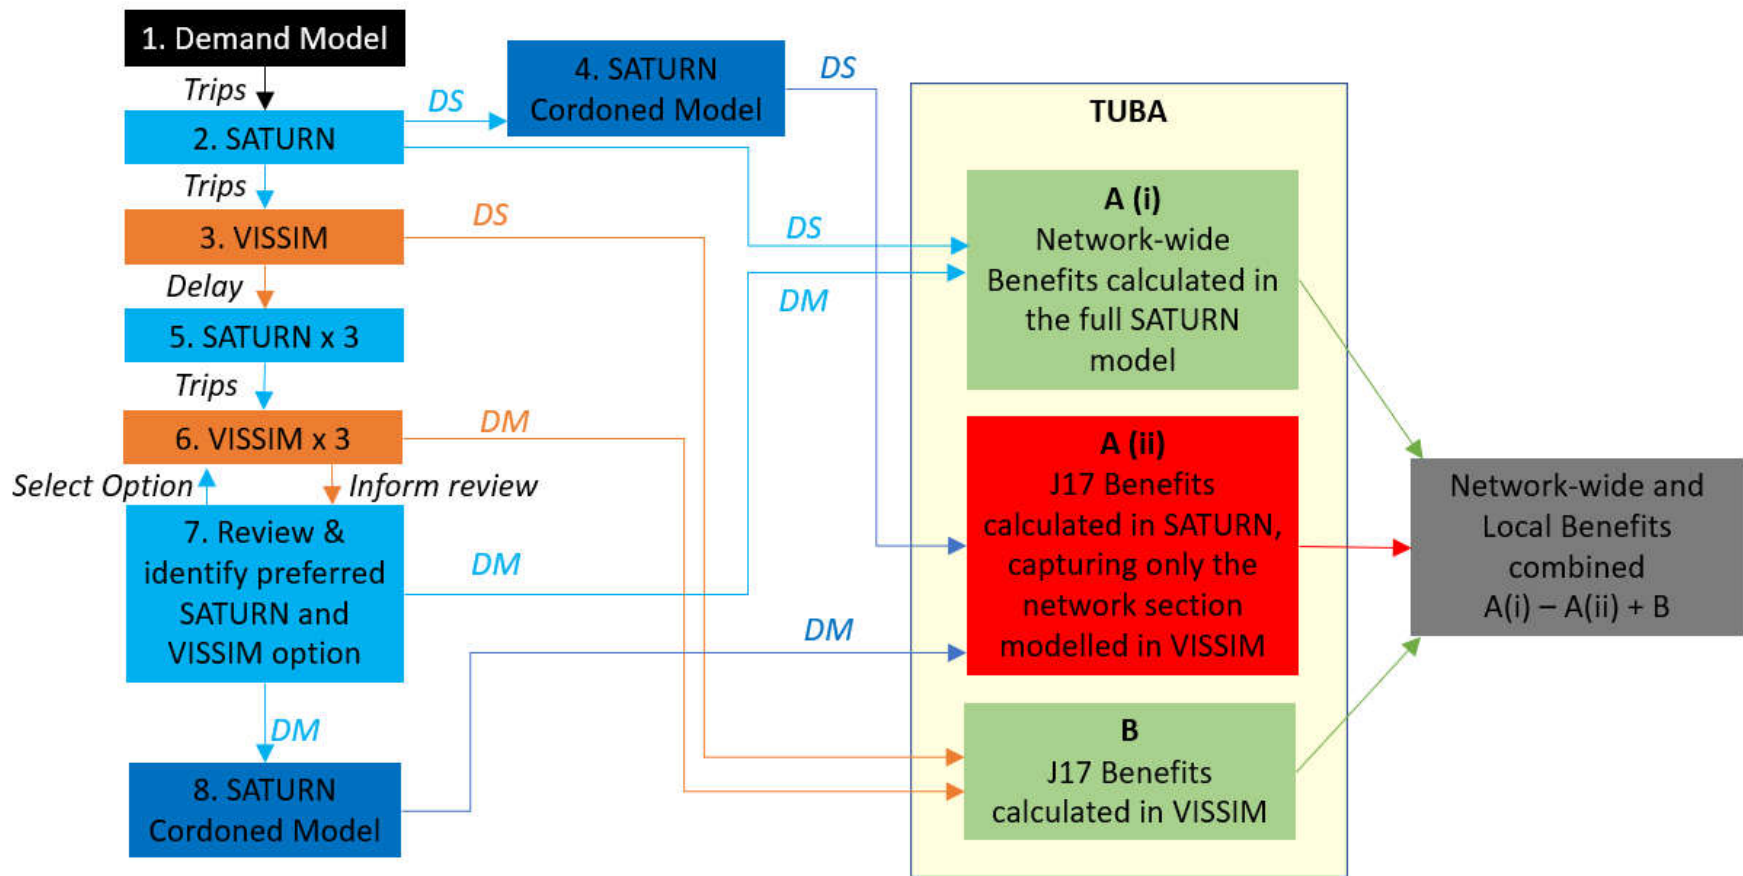 1. Demand Model
Trips
2. SATURN
DS
4. SATURN
Cordoned Model
DS
Trips
3. VISSIM
DS
DS
Delay
DM
5. SATURN x 3
Trips
6. VISSIM x 3
DM
Select Option
Inform review
7. Review &
identify preferred
SATURN and
VISSIM option
DM
DM
DM
8. SATURN
Cordoned Model
TUBA
A (i)
Network-wide
Benefits calculated in
the full SATURN
model
A (ii)
J17 Benefits
calculated in SATURN,
capturing only the
network section
modelled in VISSIM
B
J17 Benefits
calculated in VISSIM
Network-wide and
Local Benefits
combined
A(i) – A(ii) + B